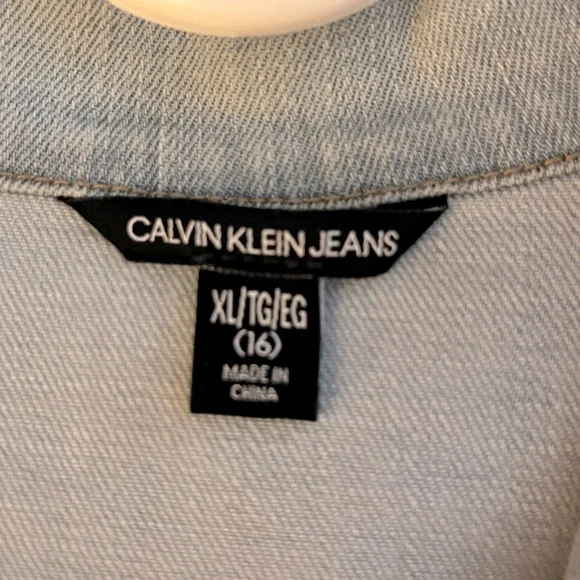 CALVIN KLEIN JEANS
XL/TG/EG
(16)
MADE IN
CHINA